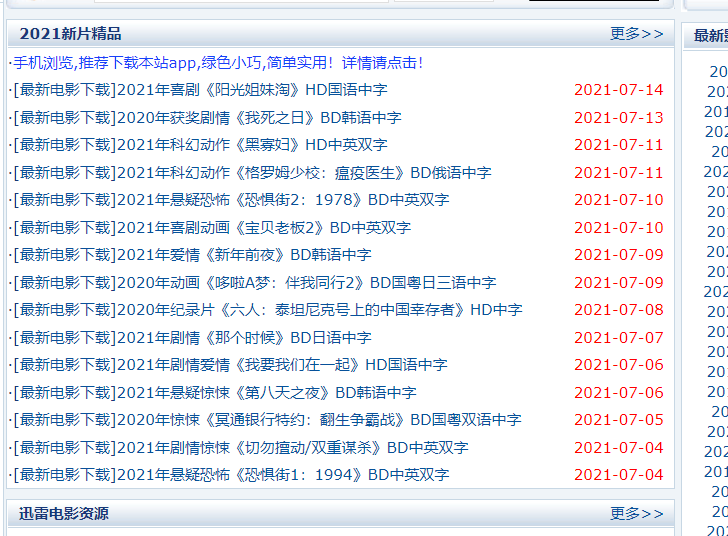 2021新片精品 更多>>
·手机浏览,推荐下载本站app,绿色小巧,简单实用！详情请点击！
·[最新电影下载]2021年喜剧《阳光姐妹淘》HD国语中字 2021-07-14
·[最新电影下载]2020年获奖剧情《我死之日》BD韩语中字 2021-07-13
·[最新电影下载]2021年科幻动作《黑寡妇》HD中英双字 2021-07-11
·[最新电影下载]2021年科幻动作《格罗姆少校：瘟疫医生》BD俄语中字 2021-07-11
·[最新电影下载]2021年悬疑恐怖《恐惧街2：1978》BD中英双字 2021-07-10
·[最新电影下载]2021年喜剧动画《宝贝老板2》BD中英双字 2021-07-10
·[最新电影下载]2021年爱情《新年前夜》BD韩语中字 2021-07-09
·[最新电影下载]2020年动画《哆啦A梦：伴我同行2》BD国粤日三语中字 2021-07-09
·[最新电影下载]2020年纪录片《六人：泰坦尼克号上的中国幸存者》HD中字 2021-07-08
·[最新电影下载]2021年剧情《那个时候》BD日语中字 2021-07-07
·[最新电影下载]2021年剧情爱情《我要我们在一起》HD国语中字 2021-07-06
·[最新电影下载]2021年悬疑惊悚《第八天之夜》BD韩语中字 2021-07-06
·[最新电影下载]2020年惊悚《冥通银行特约：翻生争霸战》BD国粤双语中字 2021-07-05
·[最新电影下载]2021年剧情惊悚《切勿擅动/双重谋杀》BD中英双字 2021-07-04
·[最新电影下载]2021年悬疑恐怖《恐惧街1：1994》BD中英双字 2021-07-04
迅雷电影资源 更多>>
最新